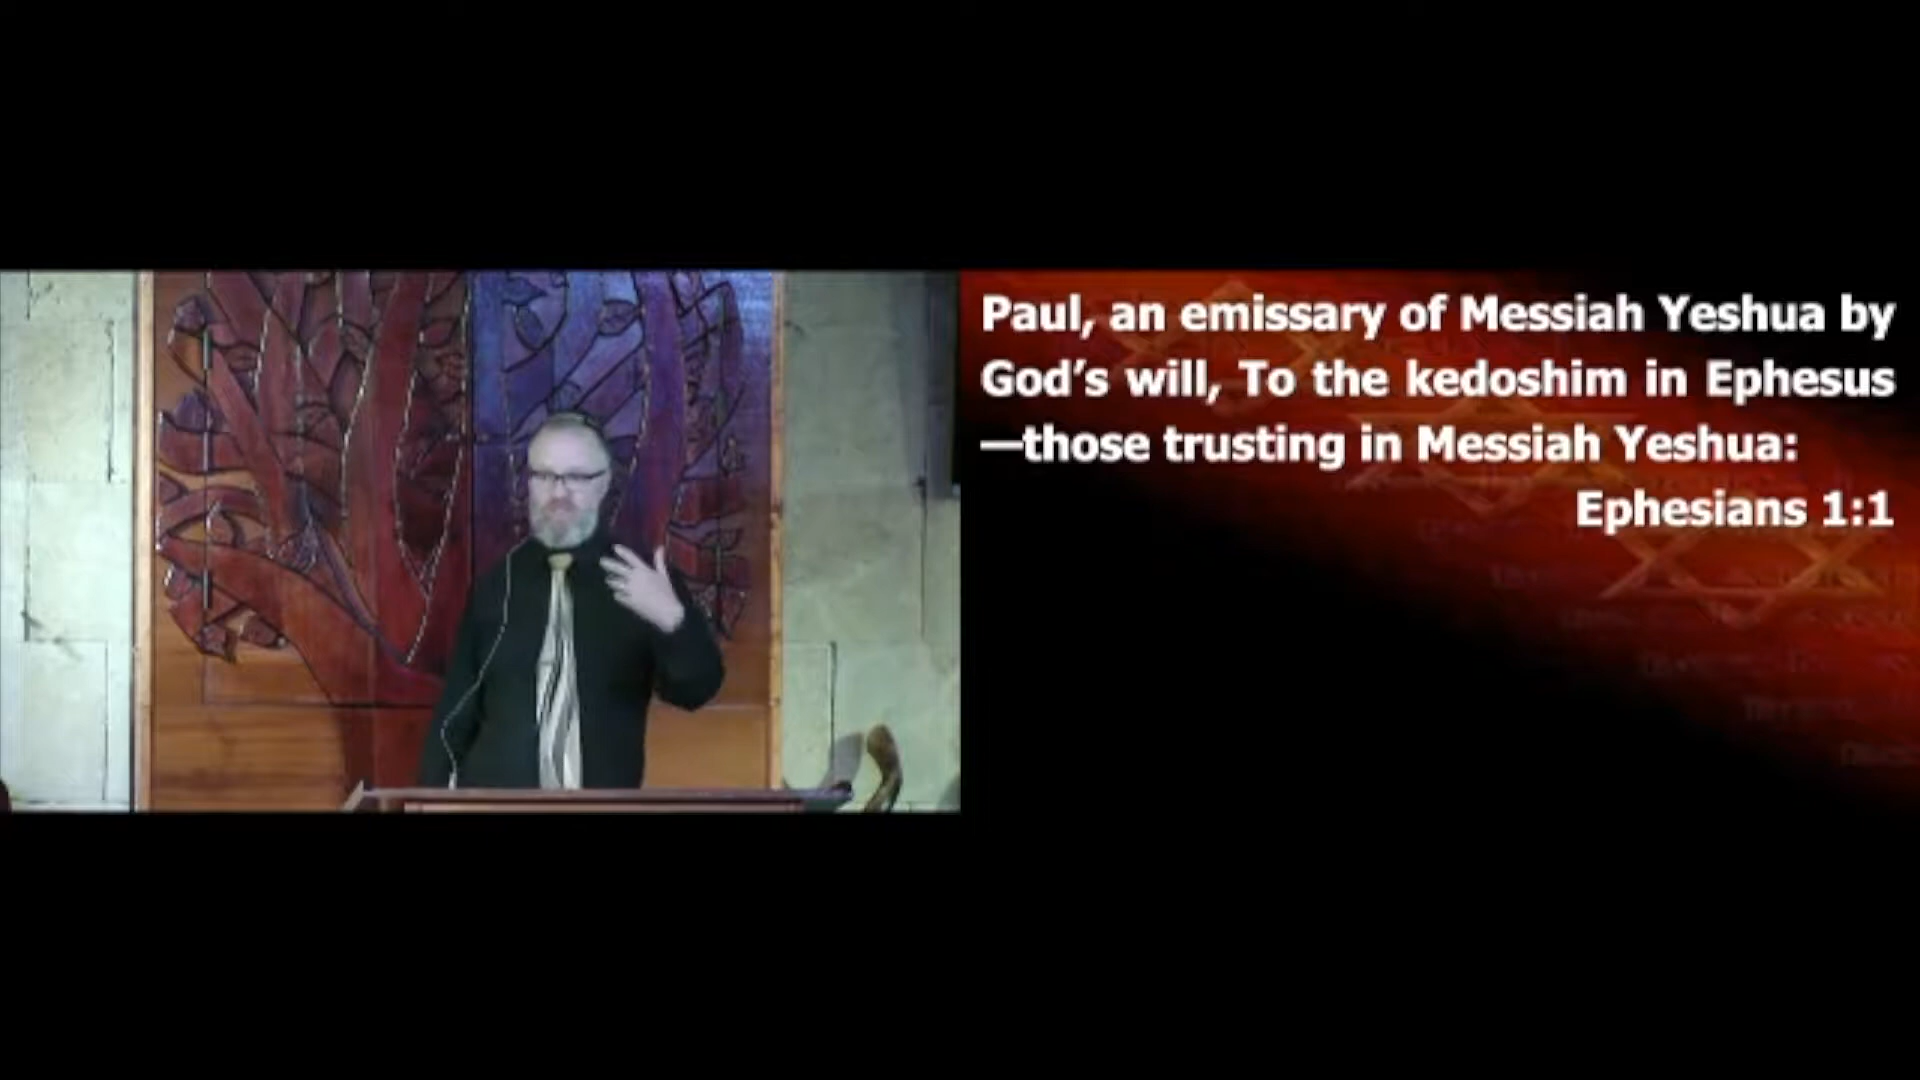 Paul, an emissary of Messiah Yeshua by
God’s will, To the kedoshim in Ephesus
—those trusting in Messiah Yeshua:
Ephesians 1:1